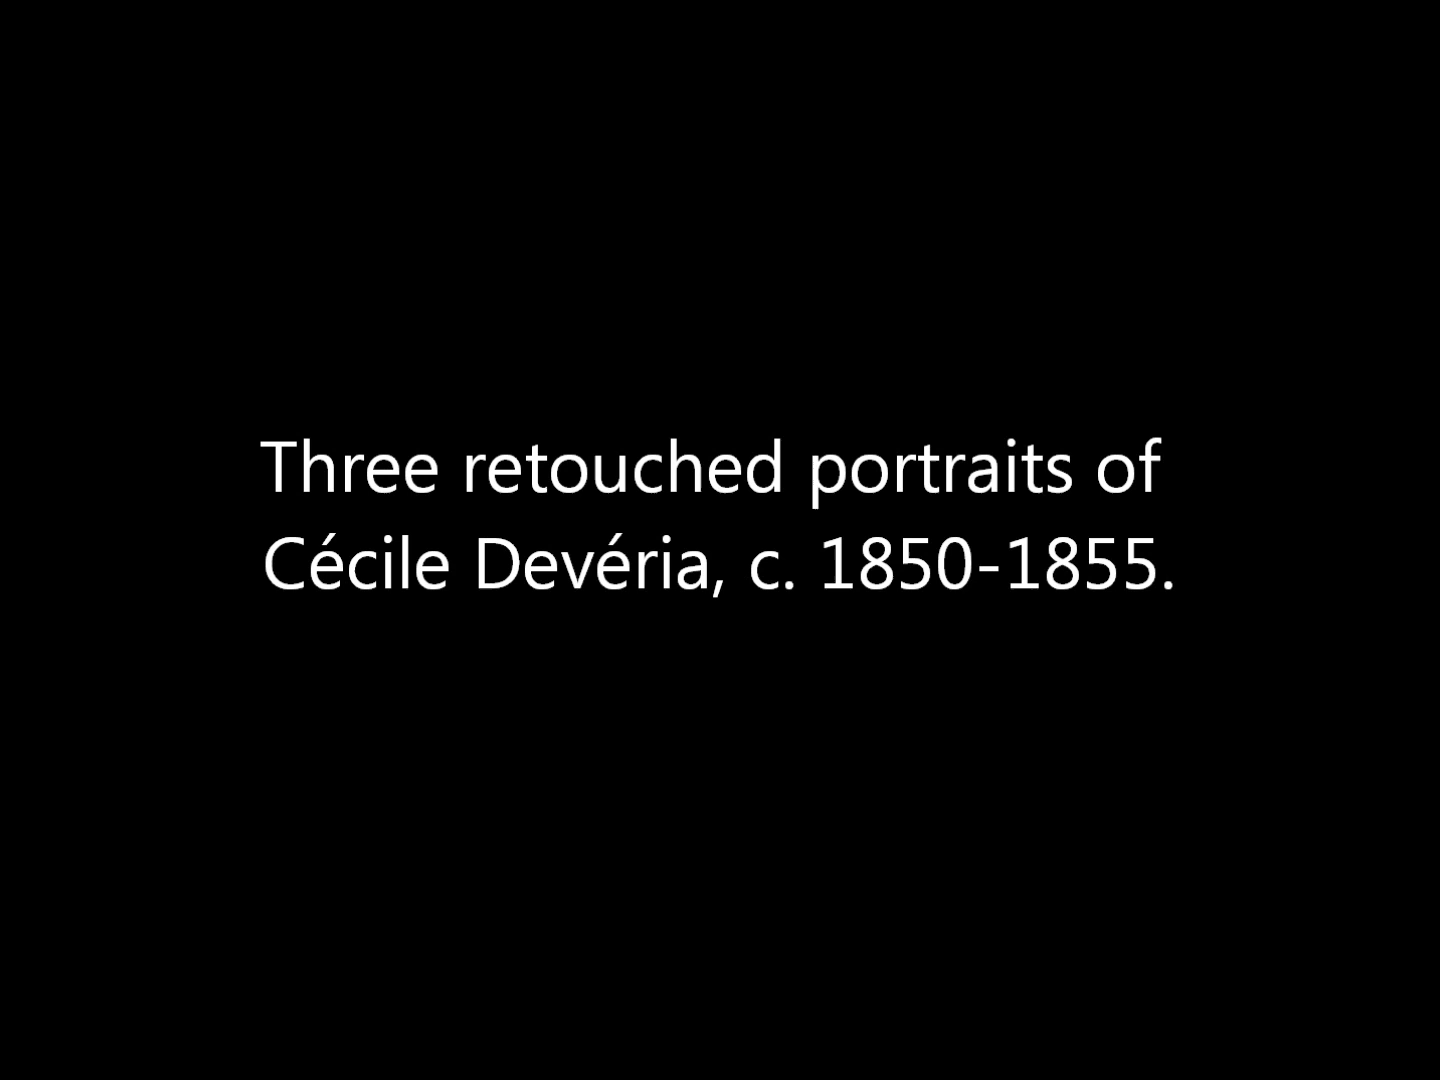 Three retouched portraits of
Cécile Devéria, c. 1850-1855.